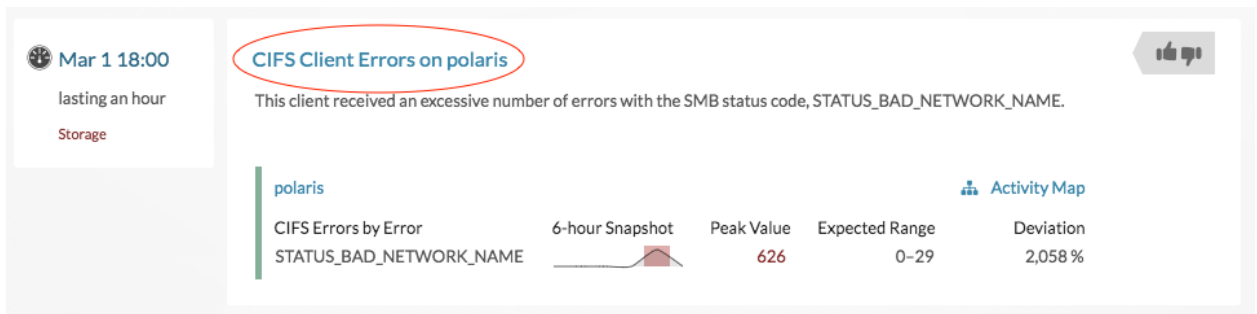 Mar 1 18:00
lasting an hour
Storage
CIFS Client Errors on polaris
This client received an excessive number of errors with the SMB status code, STATUS_BAD_NETWORK_NAME.
polaris
Activity Map
CIFS Errors by Error 6-hour Snapshot Peak Value Expected Range Deviation
STATUS_BAD_NETWORK_NAME 626 0–29 2,058 %